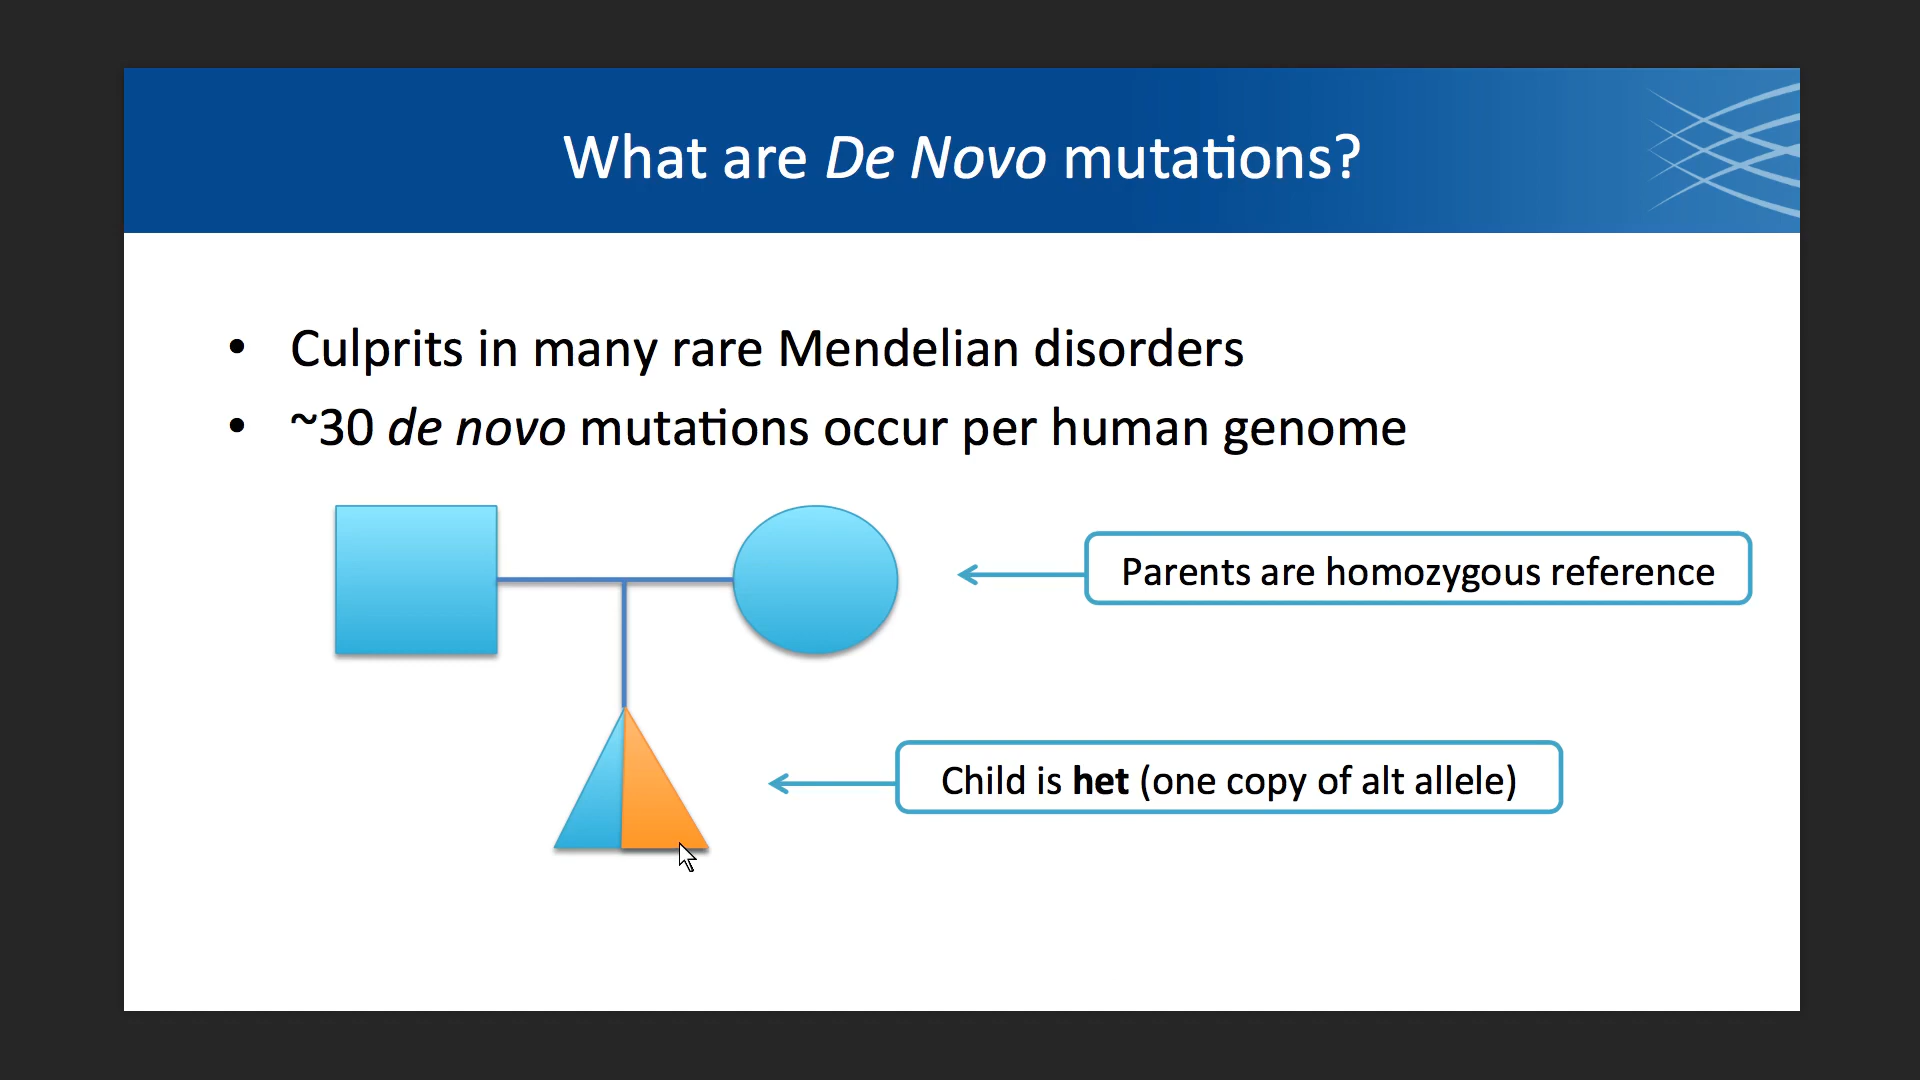 What are De Novo mutations?
• Culprits in many rare Mendelian disorders
• ~30 de novo mutations occur per human genome
Parents are homozygous reference
Child is het (one copy of alt allele)